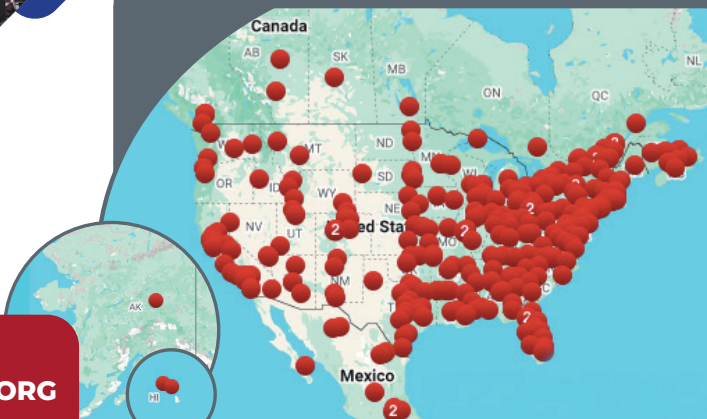 Canada
AB
SK
MB
ON
QC
NL
ND
MT
OR
ID
SD
WY
WI
NE
NV
UT
ed Stat
MO
NM
2
2
2
2
2
2
Mexico
AK
HI
ORG